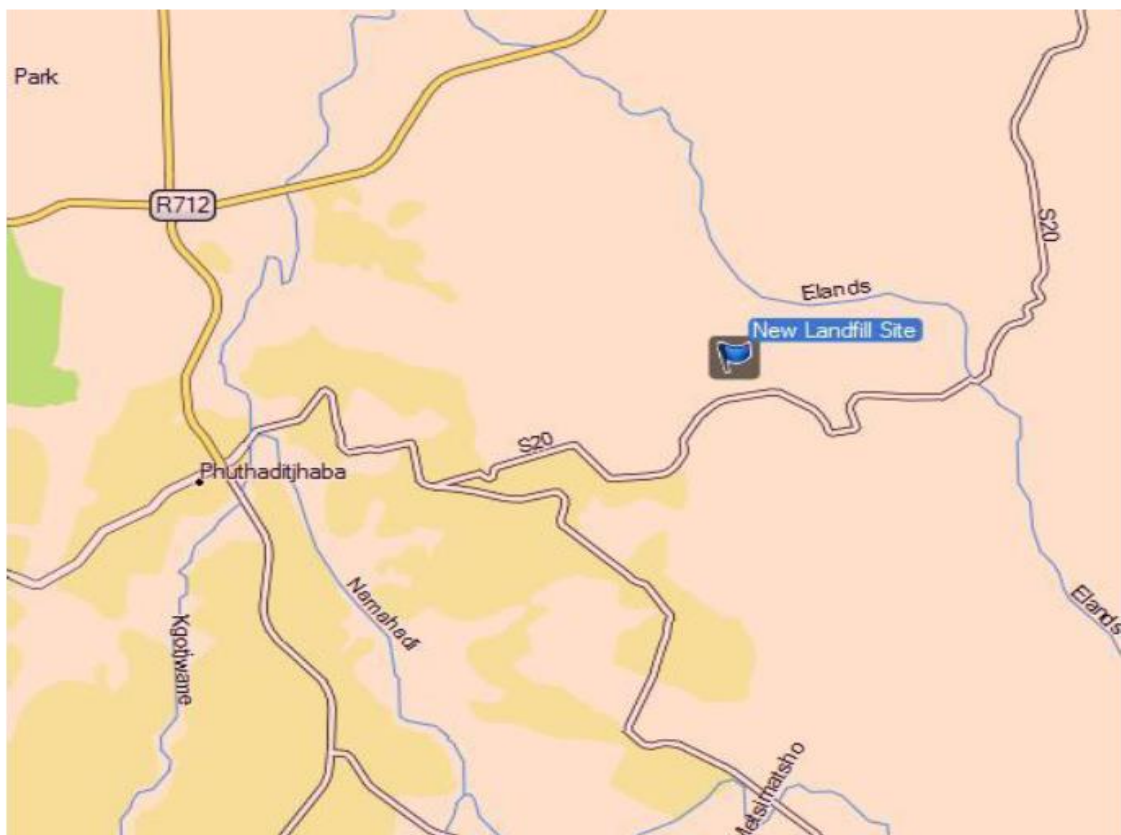 Park
R712
S20
Elands
New Landfill Site
S20
Phuthaditjhaba
Namahadi
Elands
Kgotjwane
Metsimatsho